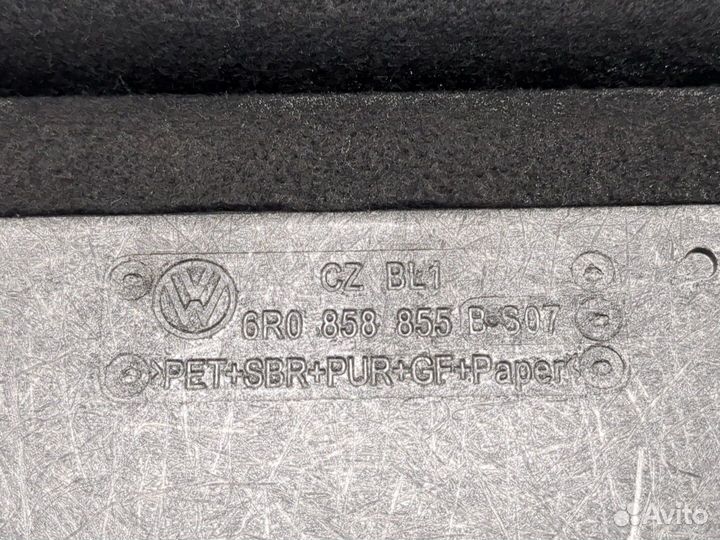 CZ BL1
6R0 858 855 B S07
>PET+SBR+PUR+GF+Paper<
Avito